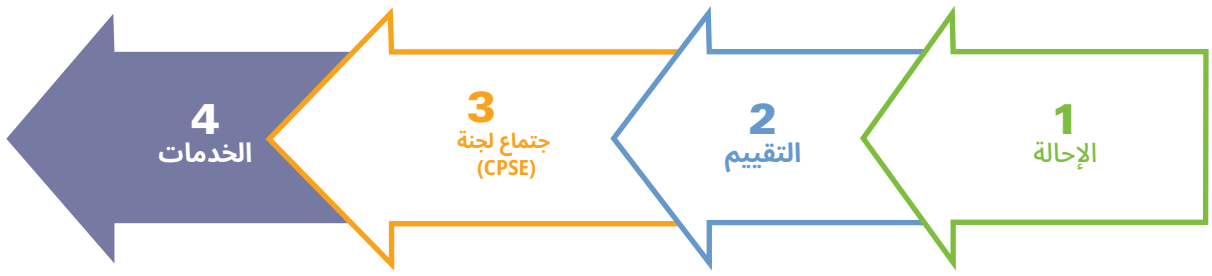 1
الإحالة
2
التقييم
3
جتماع لجنة
(CPSE)
4
الخدمات